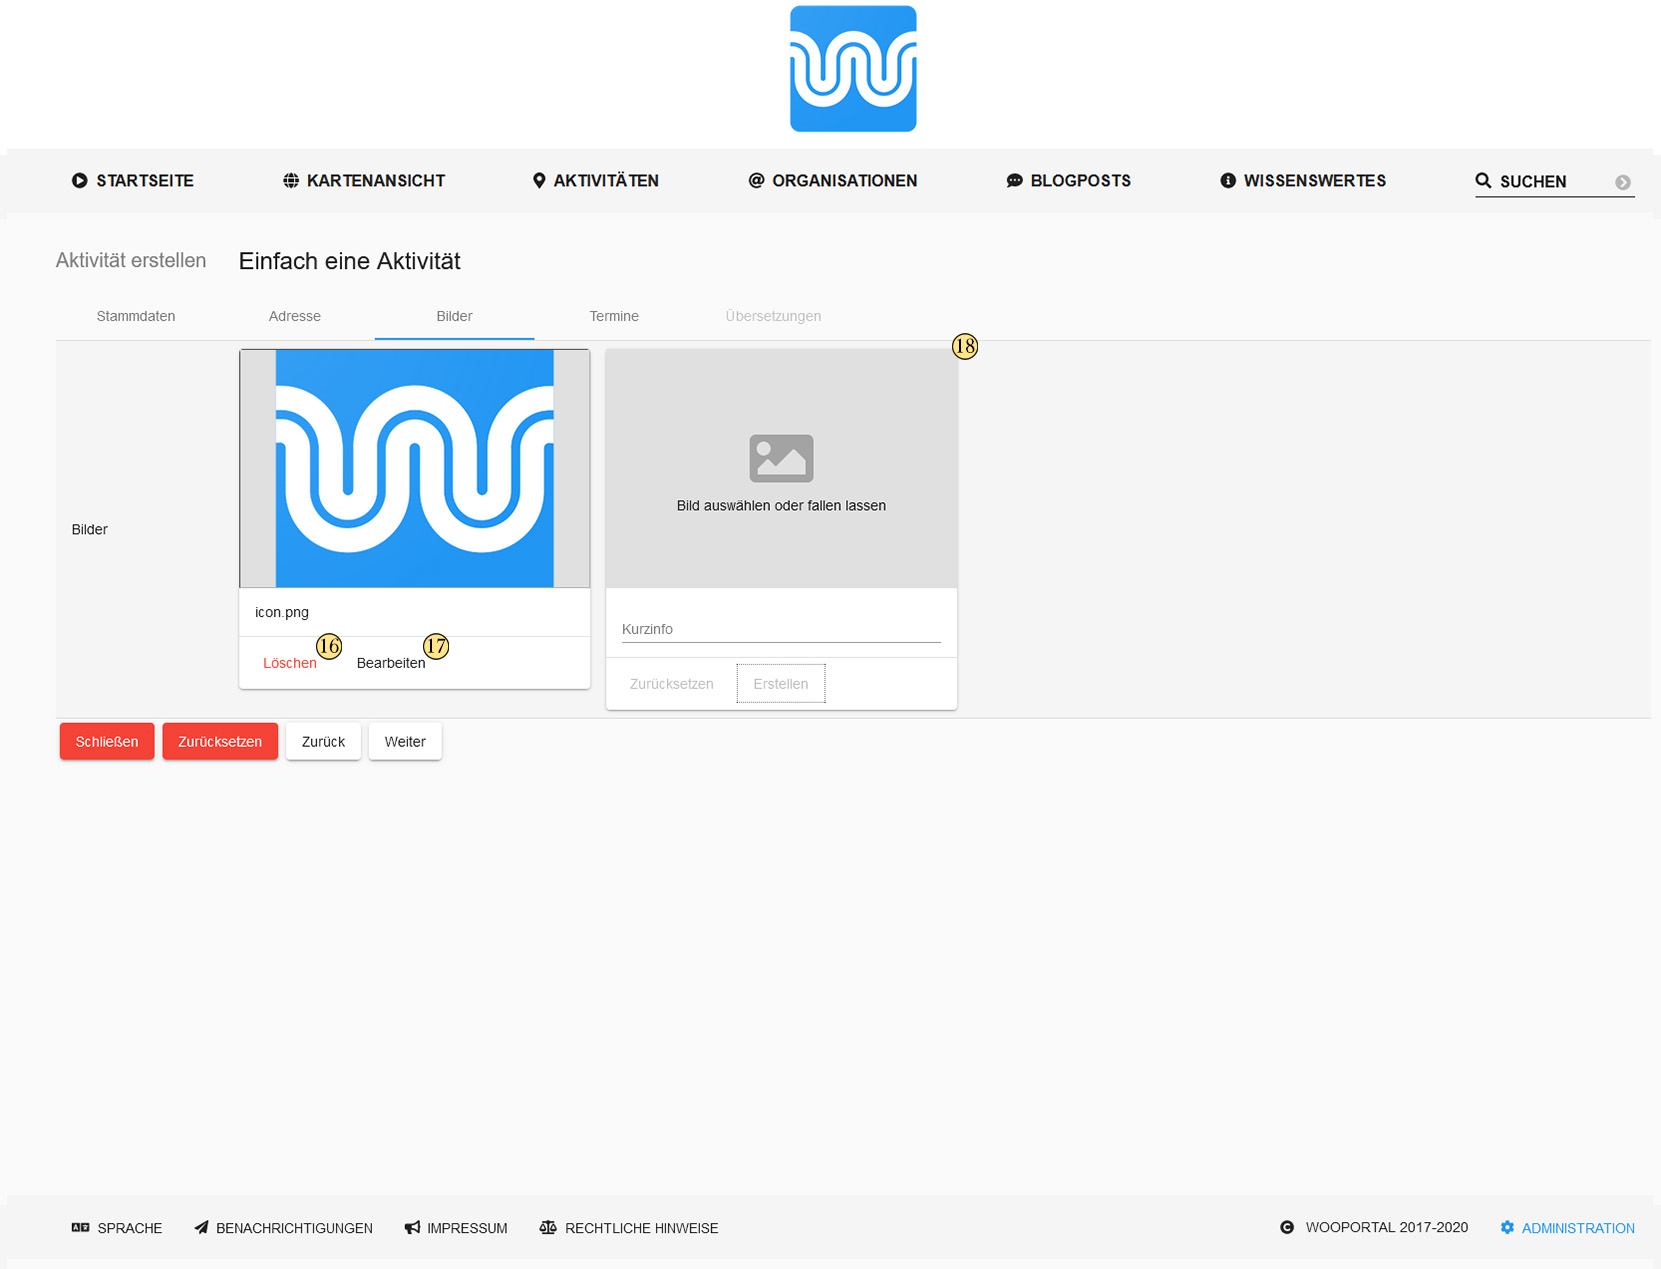 STARTSEITE KARTENANSICHT AKTIVITÄTEN ORGANISATIONEN BLOGPOSTS WISSENSWERTES SUCHEN
Aktivität erstellen Einfach eine Aktivität
Stammdaten Adresse Bilder Termine Übersetzungen
18
Bild auswählen oder fallen lassen
Bilder
icon.png
Kurzinfo
16 17
Löschen Bearbeiten
Zurücksetzen Erstellen
Schließen Zurücksetzen Zurück Weiter
SPRACHE BENACHRICHTIGUNGEN IMPRESSUM RECHTLICHE HINWEISE WOOPORTAL 2017-2020 ADMINISTRATION